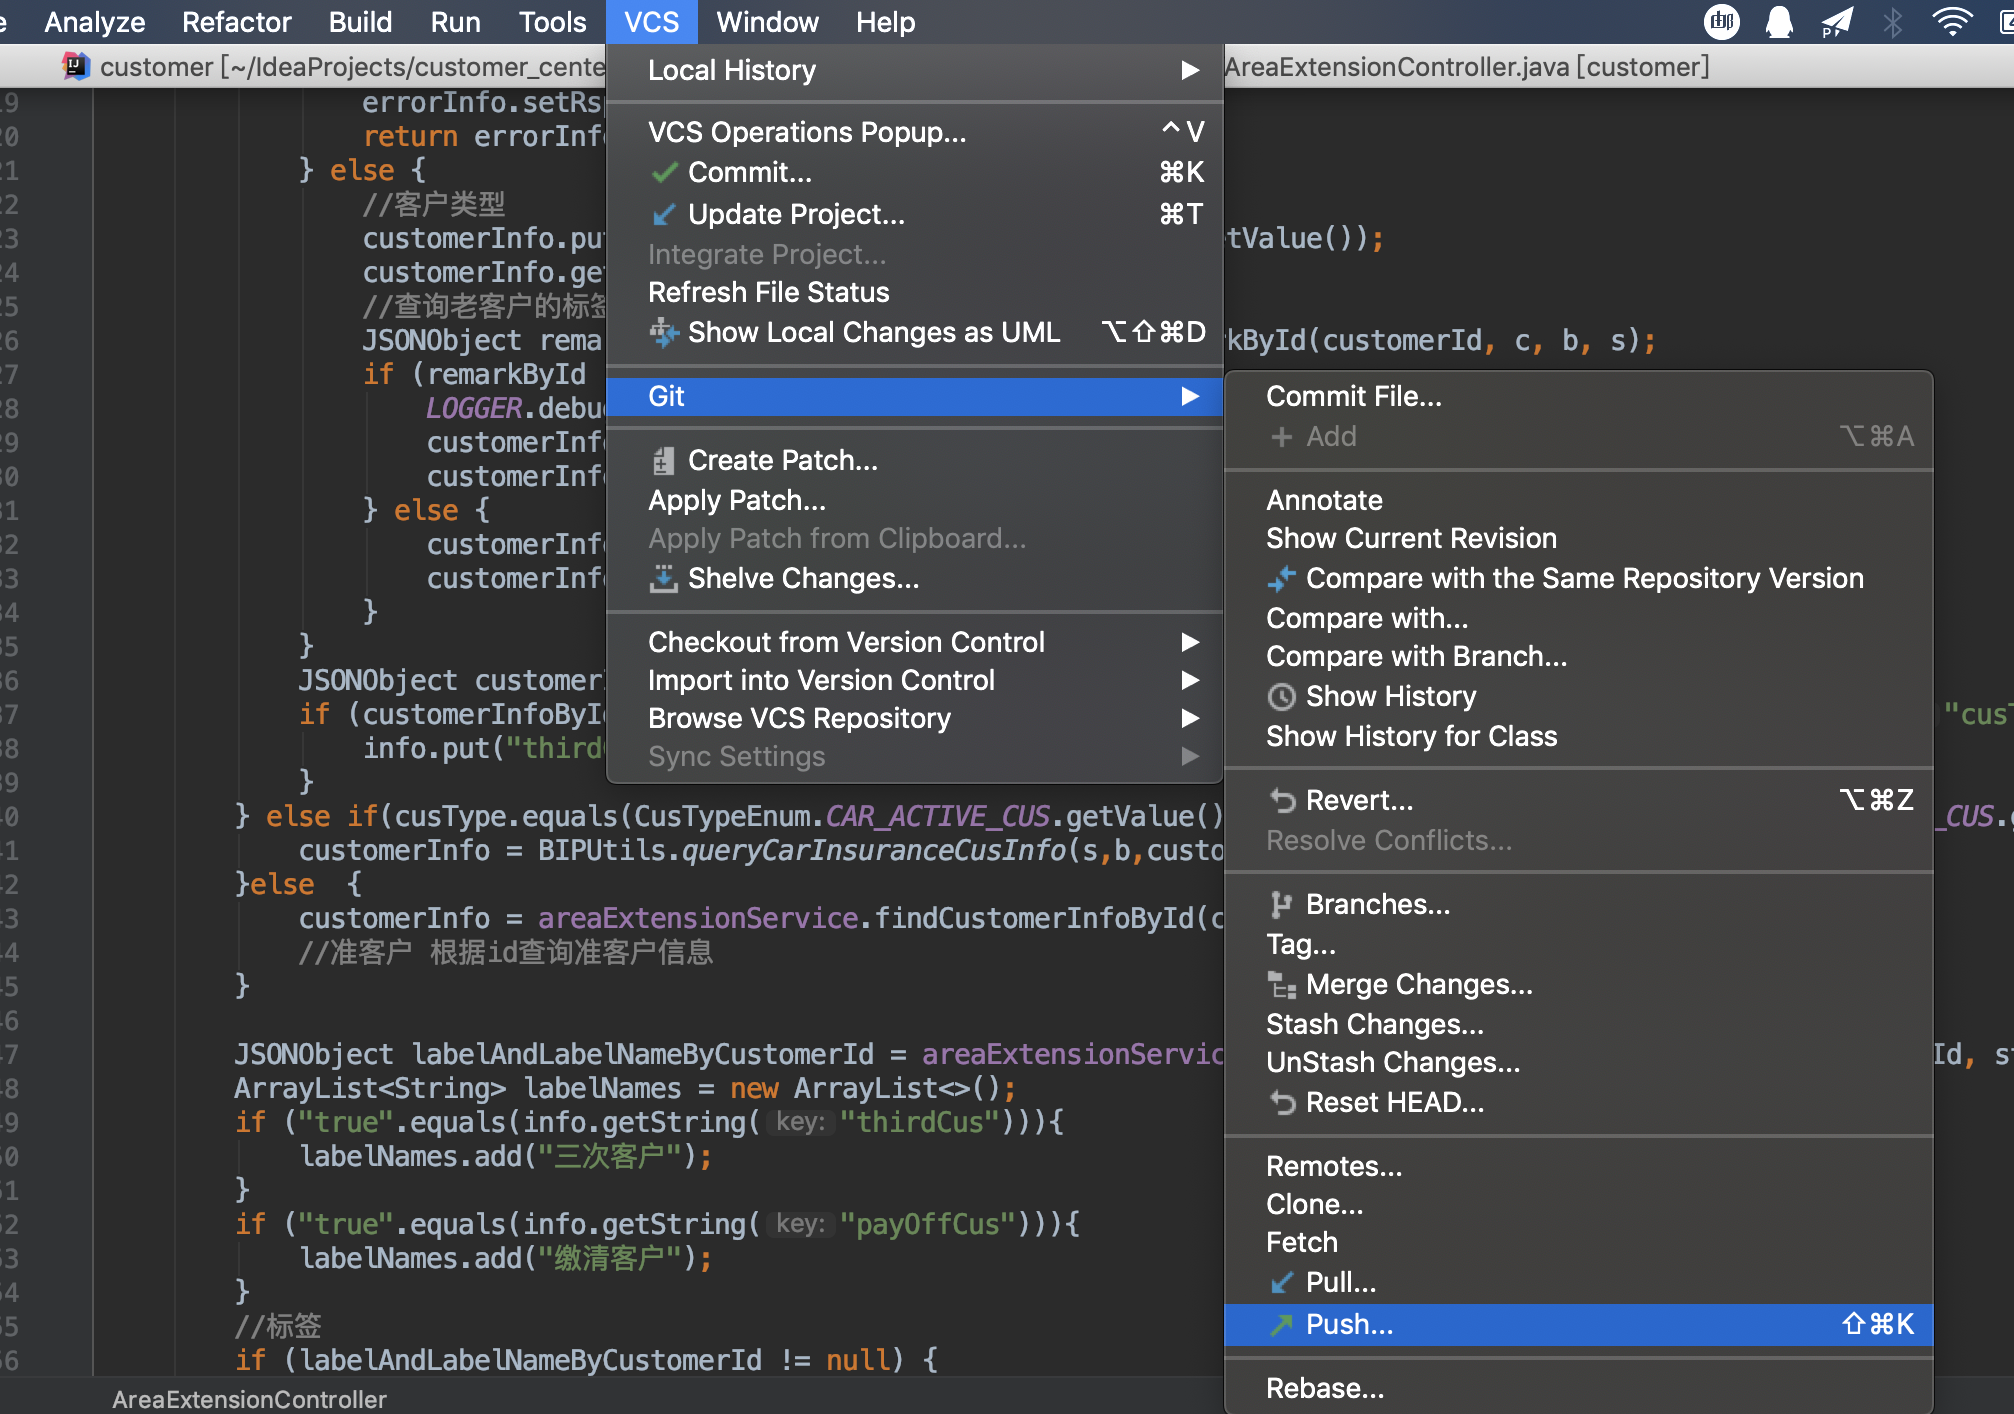 Analyze Refactor Build Run Tools VCS Window Help
customer [~/IdeaProjects/customer_cente
AreaExtensionController.java [customer]
Local History
VCS Operations Popup... ^V
Commit... ⌘K
Update Project... ⌘T
Integrate Project...
Refresh File Status
Show Local Changes as UML ⌥⇧⌘D
Git
Create Patch...
Apply Patch...
Apply Patch from Clipboard...
Shelve Changes...
Checkout from Version Control
Import into Version Control
Browse VCS Repository
Sync Settings
Commit File...
Add ⌥⌘A
Annotate
Show Current Revision
Compare with the Same Repository Version
Compare with...
Compare with Branch...
Show History
Show History for Class
Revert... ⌥⌘Z
Resolve Conflicts...
Branches...
Tag...
Merge Changes...
Stash Changes...
UnStash Changes...
Reset HEAD...
Remotes...
Clone...
Fetch
Pull...
Push... ⇧⌘K
Rebase...
9 errorInfo.setRs
20 return errorInf
21 } else {
22 //客户类型
23 customerInfo.pu tValue());
24 customerInfo.ge
25 //查询老客户的标签
26 JSONObject rema kById(customerId, c, b, s);
27 if (remarkById
28 LOGGER.debu
29 customerInf
30 customerInf
31 } else {
32 customerInf
33 customerInf
34 }
35 }
36 JSONObject customer
37 if (customerInfoById "cus
38 info.put("third
39 }
40 } else if(cusType.equals(CusTypeEnum.CAR_ACTIVE_CUS.getValue() _CUS.
41 customerInfo = BIPUtils.queryCarInsuranceCusInfo(s,b,custo
42 }else {
43 customerInfo = areaExtensionService.findCustomerInfoById(c
44 //准客户 根据id查询准客户信息
45 }
46
47 JSONObject labelAndLabelNameByCustomerId = areaExtensionServic Id, s
48 ArrayList<String> labelNames = new ArrayList<>();
49 if ("true".equals(info.getString( key: "thirdCus"))){
50 labelNames.add("三次客户");
51 }
52 if ("true".equals(info.getString( key: "payOffCus"))){
53 labelNames.add("缴清客户");
54 }
55 //标签
56 if (labelAndLabelNameByCustomerId != null) {
AreaExtensionController